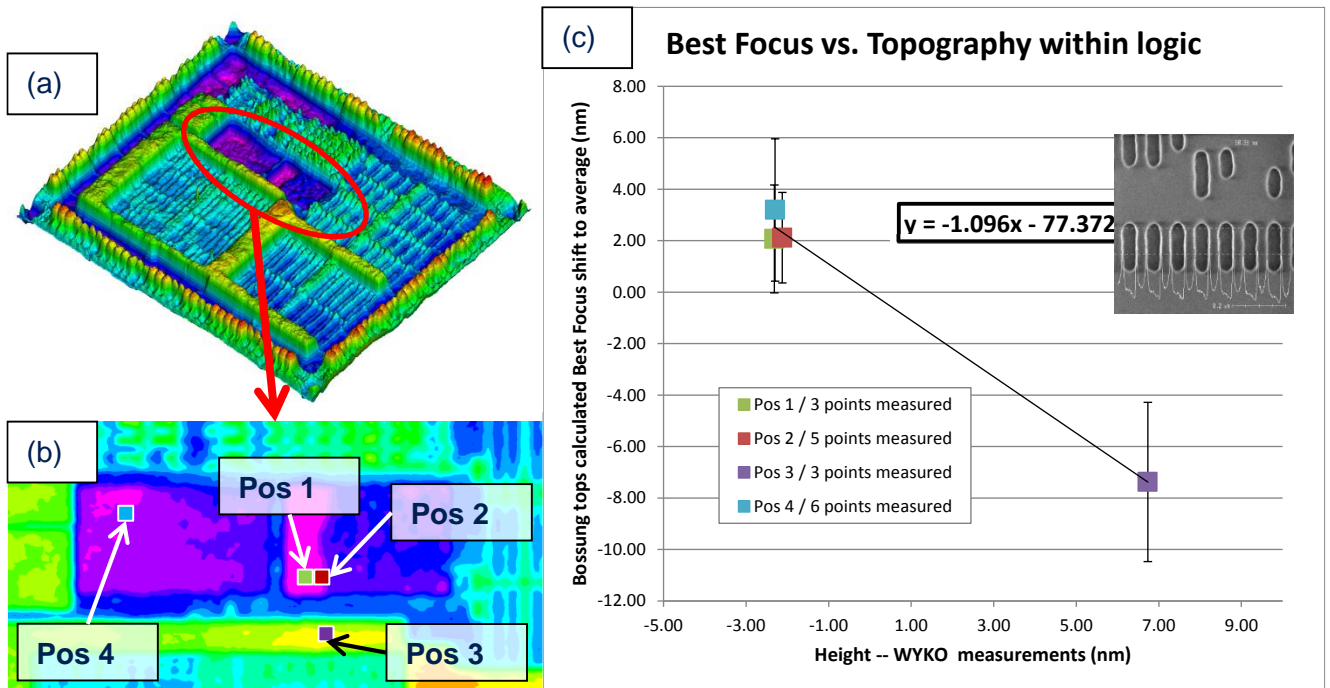 (a)
(b)
Pos 1
Pos 2
Pos 4
Pos 3
(c)
Best Focus vs. Topography within logic
Bossung tops calculated Best Focus shift to average (nm)
8.00
6.00
4.00
2.00
0.00
-2.00
-4.00
-6.00
-8.00
-10.00
-12.00
y = -1.096x - 77.372
Pos 1 / 3 points measured
Pos 2 / 5 points measured
Pos 3 / 3 points measured
Pos 4 / 6 points measured
-5.00
-3.00
-1.00
1.00
3.00
5.00
7.00
9.00
Height -- WYKO measurements (nm)